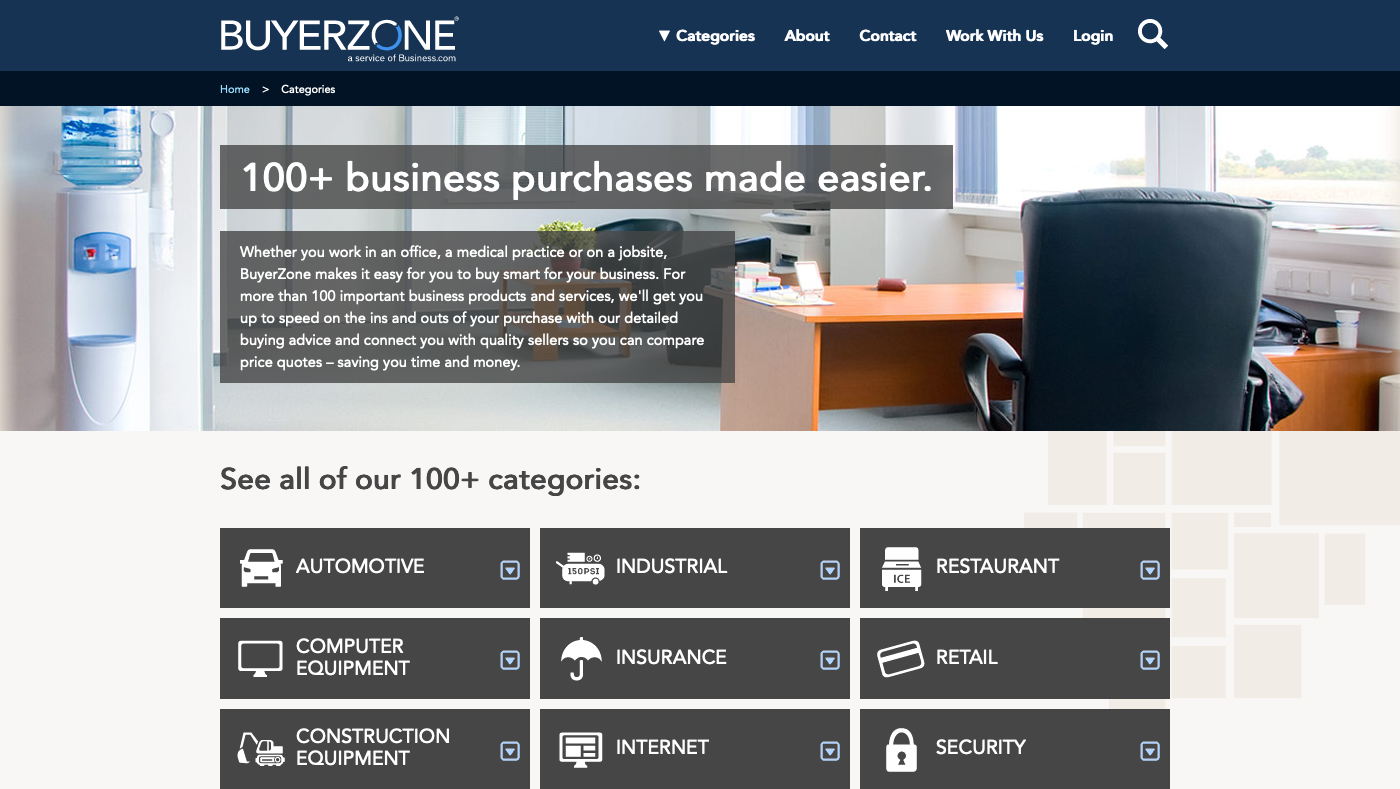 BUYERZONE®
a service of Business.com
▼ Categories About Contact Work With Us Login
Home > Categories
100+ business purchases made easier.
Whether you work in an office, a medical practice or on a jobsite,
BuyerZone makes it easy for you to buy smart for your business. For
more than 100 important business products and services, we'll get you
up to speed on the ins and outs of your purchase with our detailed
buying advice and connect you with quality sellers so you can compare
price quotes – saving you time and money.
See all of our 100+ categories:
AUTOMOTIVE
150PSI
INDUSTRIAL
ICE
RESTAURANT
COMPUTER
EQUIPMENT
INSURANCE
RETAIL
CONSTRUCTION
EQUIPMENT
INTERNET
SECURITY